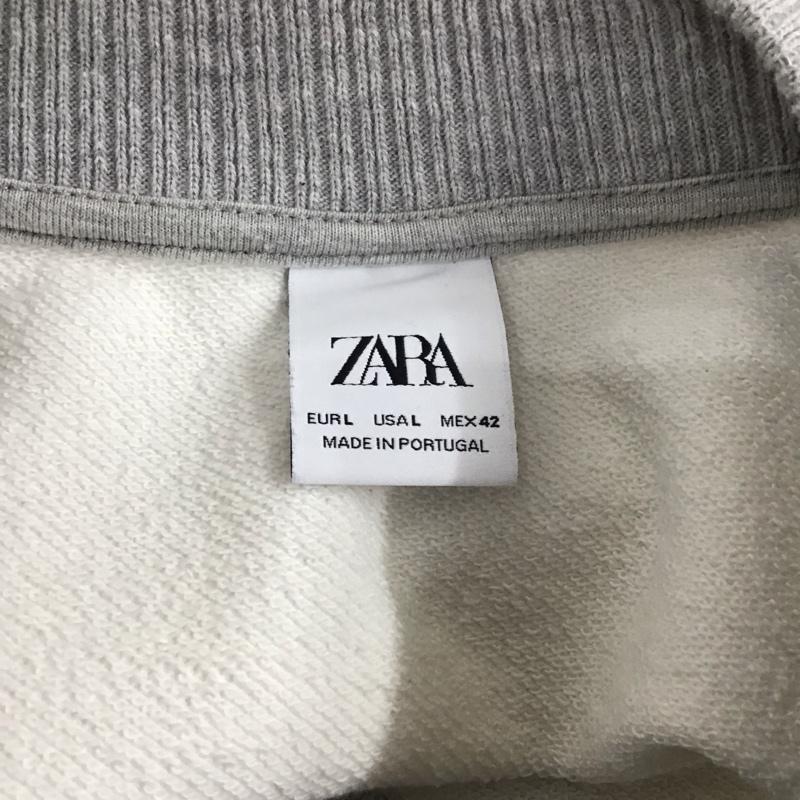 ZARA
EUR L USA L MEX 42
MADE IN PORTUGAL